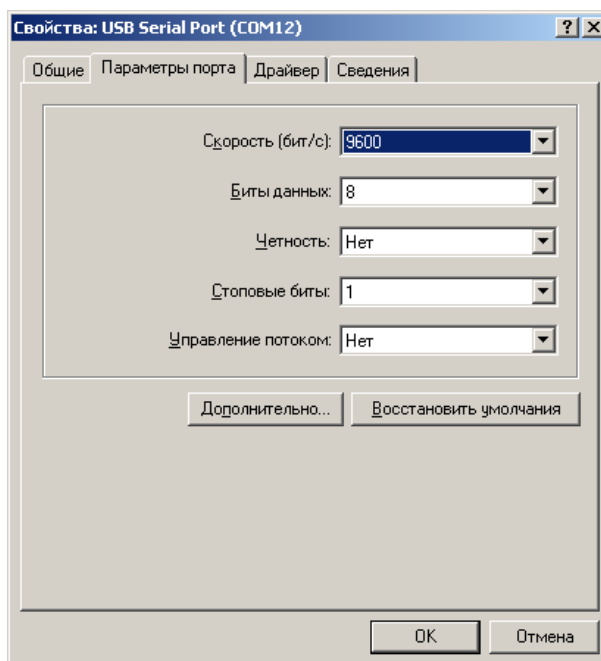 Свойства: USB Serial Port (COM12)
Общие Параметры порта Драйвер Сведения
Скорость (бит/с): 9600
Биты данных: 8
Четность: Нет
Стоповые биты: 1
Управление потоком: Нет
Дополнительно... Восстановить умолчания
OK Отмена